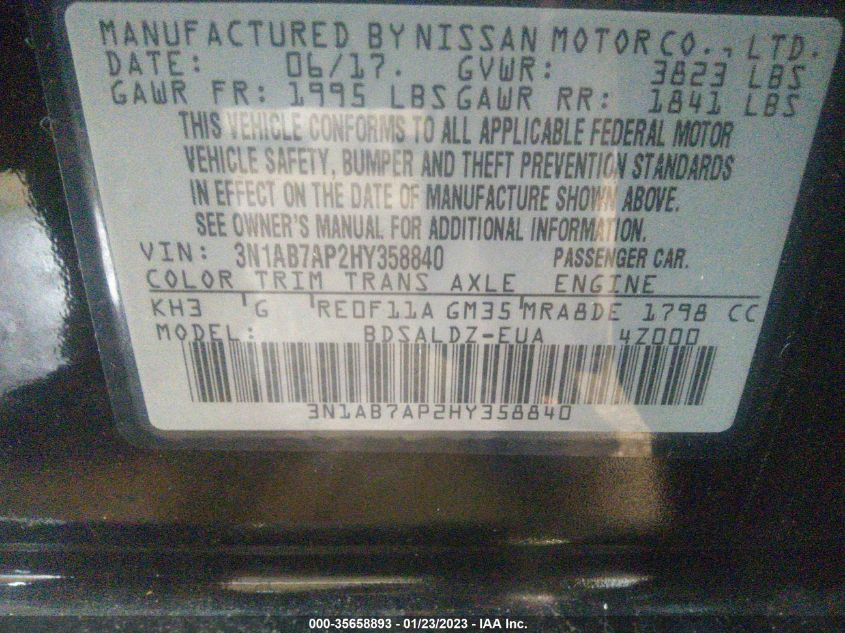 MANUFACTURED BY NISSAN MOTOR CO., LTD.
DATE: 06/17. GVWR: 3823 LBS
GAWR FR: 1995 LBS GAWR RR: 1841 LBS
THIS VEHICLE CONFORMS TO ALL APPLICABLE FEDERAL MOTOR
VEHICLE SAFETY, BUMPER AND THEFT PREVENTION STANDARDS
IN EFFECT ON THE DATE OF MANUFACTURE SHOWN ABOVE.
SEE OWNER'S MANUAL FOR ADDITIONAL INFORMATION.
VIN: 3N1AB7AP2HY358840 PASSENGER CAR.
COLOR TRIM TRANS AXLE ENGINE
KH3 G RE0F11A GM35 MRA8DE 1798 CC
MODEL: BDSALDZ-EUA 4Z000
3N1AB7AP2HY358840
000-35658893 - 01/23/2023 - IAA Inc.